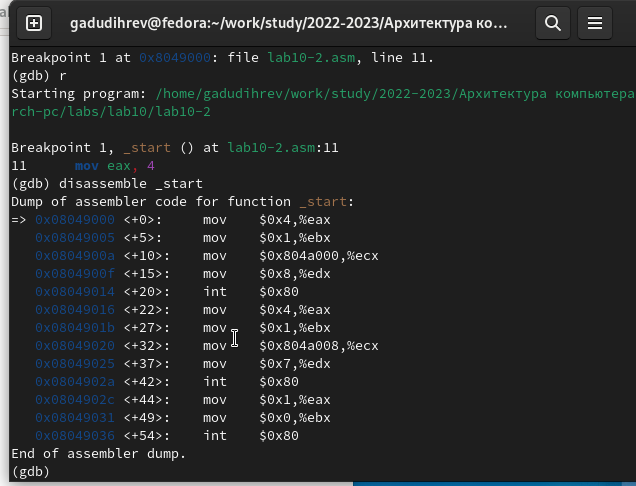 gadudihrev@fedora:~/work/study/2022-2023/Архитектура ко...
Breakpoint 1 at 0x8049000: file lab10-2.asm, line 11.
(gdb) r
Starting program: /home/gadudihrev/work/study/2022-2023/Архитектура компьютера
rch-pc/labs/lab10/lab10-2
Breakpoint 1, _start () at lab10-2.asm:11
11 mov eax, 4
(gdb) disassemble _start
Dump of assembler code for function _start:
=> 0x08049000 <+0>: mov $0x4,%eax
0x08049005 <+5>: mov $0x1,%ebx
0x0804900a <+10>: mov $0x804a000,%ecx
0x0804900f <+15>: mov $0x8,%edx
0x08049014 <+20>: int $0x80
0x08049016 <+22>: mov $0x4,%eax
0x0804901b <+27>: mov $0x1,%ebx
0x08049020 <+32>: mov $0x804a008,%ecx
0x08049025 <+37>: mov $0x7,%edx
0x0804902a <+42>: int $0x80
0x0804902c <+44>: mov $0x1,%eax
0x08049031 <+49>: mov $0x0,%ebx
0x08049036 <+54>: int $0x80
End of assembler dump.
(gdb)